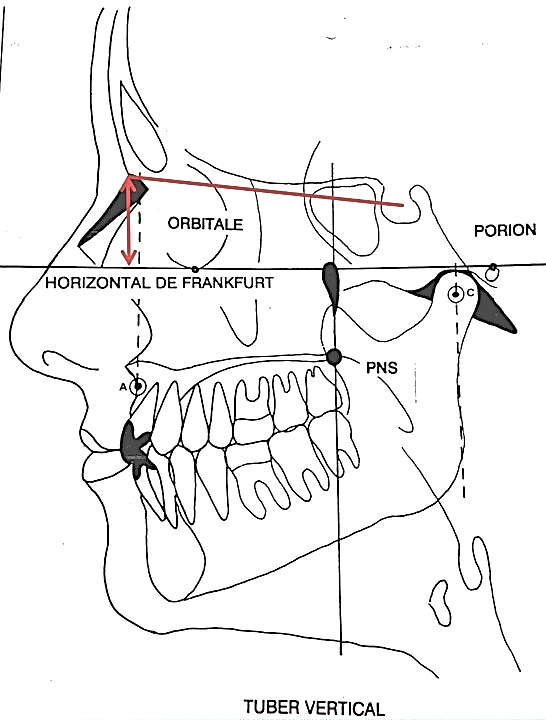 ORBITALE
PORION
HORIZONTAL DE FRANKFURT
C
PNS
A
TUBER VERTICAL